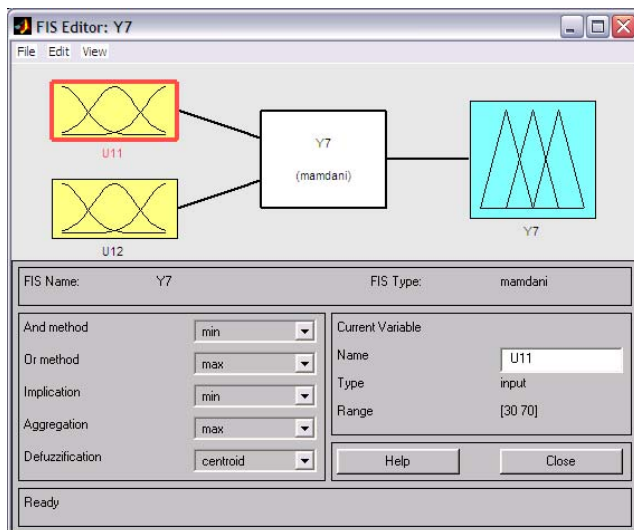 FIS Editor: Y7
File Edit View
U11
Y7
(mamdani)
Y7
U12
FIS Name: Y7 FIS Type: mamdani
And method min
Or method max
Implication min
Aggregation max
Defuzzification centroid
Current Variable
Name U11
Type input
Range [30 70]
Help Close
Ready